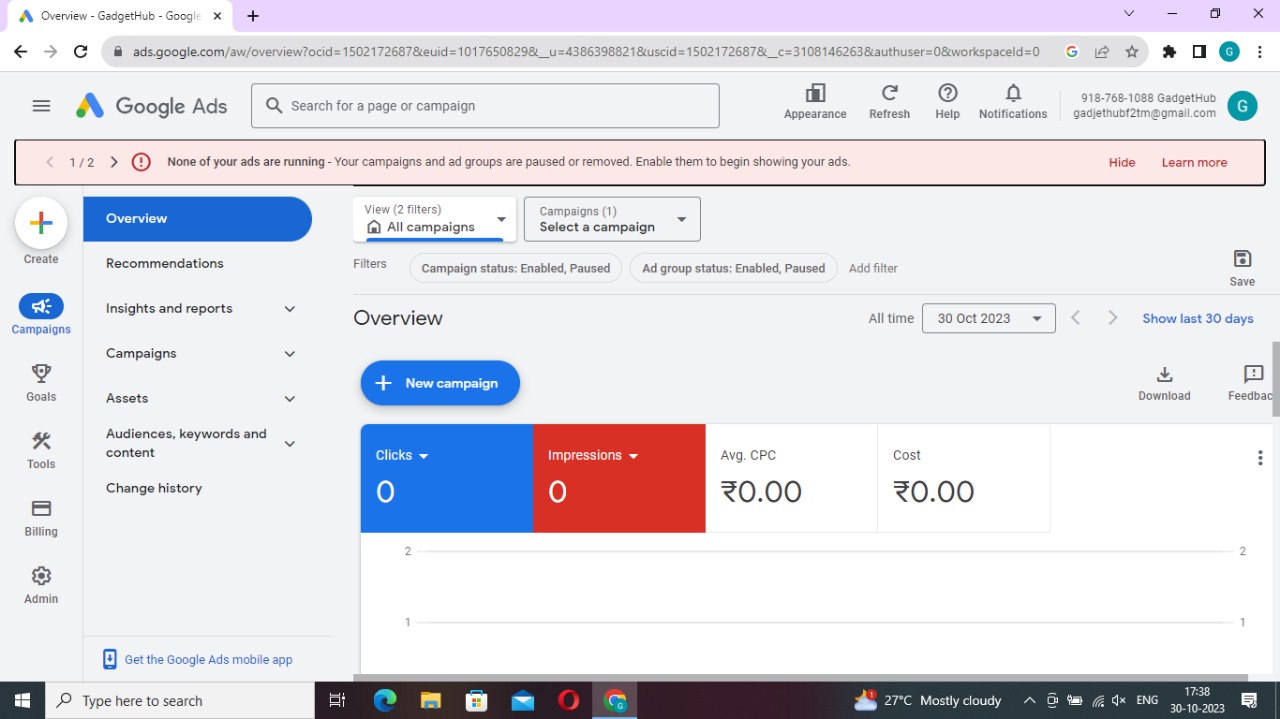 Overview - GadgetHub - Google
ads.google.com/aw/overview?ocid=1502172687&euid=1017650829&__u=4386398821&uscid=1502172687&__c=3108146263&authuser=0&workspaceId=0
G
Google Ads
Search for a page or campaign
Appearance
Refresh
Help
Notifications
918-768-1088 GadgetHub
gadjethubf2tm@gmail.com
G
1 / 2
None of your ads are running - Your campaigns and ad groups are paused or removed. Enable them to begin showing your ads.
Hide
Learn more
Create
Campaigns
Goals
Tools
Billing
Admin
Overview
Recommendations
Insights and reports
Campaigns
Assets
Audiences, keywords and
content
Change history
Get the Google Ads mobile app
View (2 filters)
All campaigns
Campaigns (1)
Select a campaign
Filters
Campaign status: Enabled, Paused
Ad group status: Enabled, Paused
Add filter
Save
Overview
All time
30 Oct 2023
Show last 30 days
New campaign
Download
Feedbac
Clicks
0
Impressions
0
Avg. CPC
₹0.00
Cost
₹0.00
2
2
1
1
Type here to search
1
27°C Mostly cloudy
ENG
17:38
30-10-2023